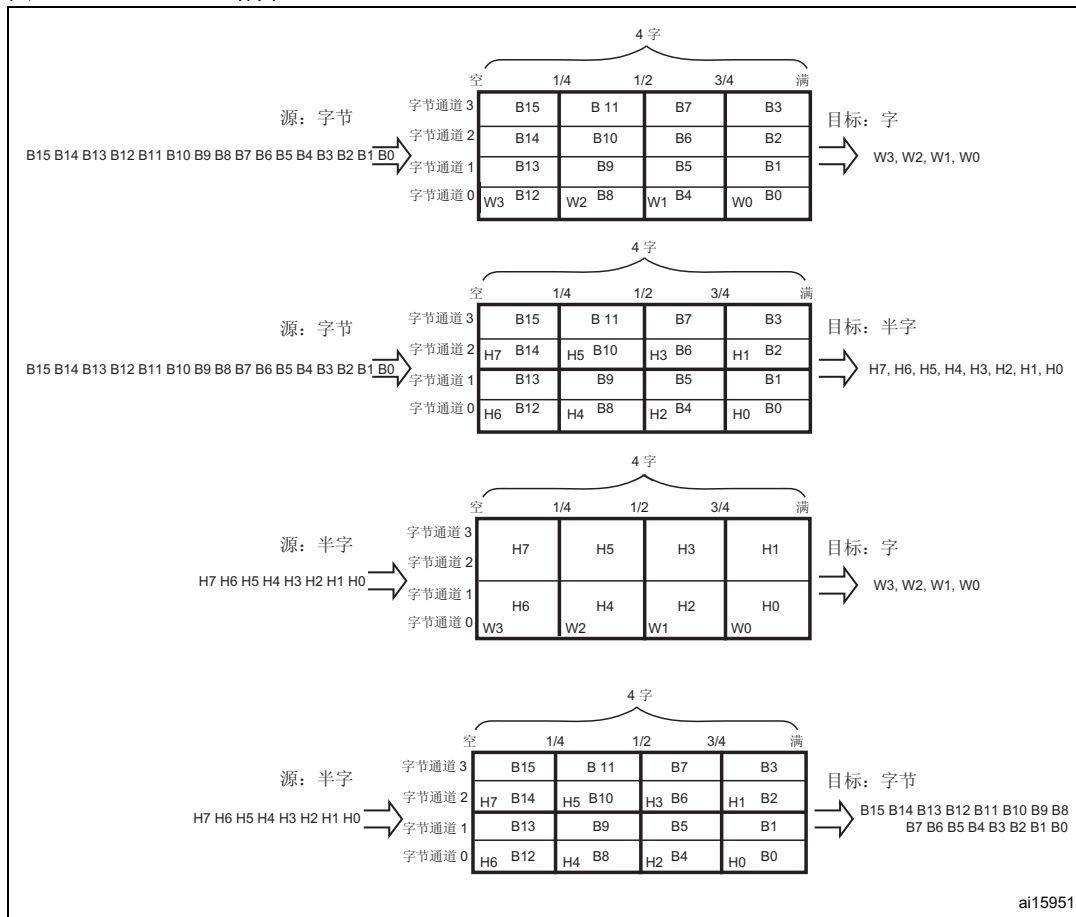 4 字
空 1/4 1/2 3/4 满
源：字节
字节通道 3 B15 B 11 B7 B3
字节通道 2 B14 B10 B6 B2
字节通道 1 B13 B9 B5 B1
字节通道 0 W3 B12 W2 B8 W1 B4 W0 B0
B15 B14 B13 B12 B11 B10 B9 B8 B7 B6 B5 B4 B3 B2 B1 B0
目标：字
W3, W2, W1, W0
4 字
空 1/4 1/2 3/4 满
源：字节
字节通道 3 B15 B 11 B7 B3
字节通道 2 H7 B14 H5 B10 H3 B6 H1 B2
字节通道 1 B13 B9 B5 B1
字节通道 0 H6 B12 H4 B8 H2 B4 H0 B0
B15 B14 B13 B12 B11 B10 B9 B8 B7 B6 B5 B4 B3 B2 B1 B0
目标：半字
H7, H6, H5, H4, H3, H2, H1, H0
4 字
空 1/4 1/2 3/4 满
源：半字
H7 H6 H5 H4 H3 H2 H1 H0
字节通道 3
字节通道 2
H7 H5 H3 H1
字节通道 1
字节通道 0
H6 H4 H2 H0
W3 W2 W1 W0
目标：字
W3, W2, W1, W0
4 字
空 1/4 1/2 3/4 满
源：半字
H7 H6 H5 H4 H3 H2 H1 H0
字节通道 3 B15 B 11 B7 B3
字节通道 2 H7 B14 H5 B10 H3 B6 H1 B2
字节通道 1 B13 B9 B5 B1
字节通道 0 H6 B12 H4 B8 H2 B4 H0 B0
目标：字节
B15 B14 B13 B12 B11 B10 B9 B8
B7 B6 B5 B4 B3 B2 B1 B0
ai15951